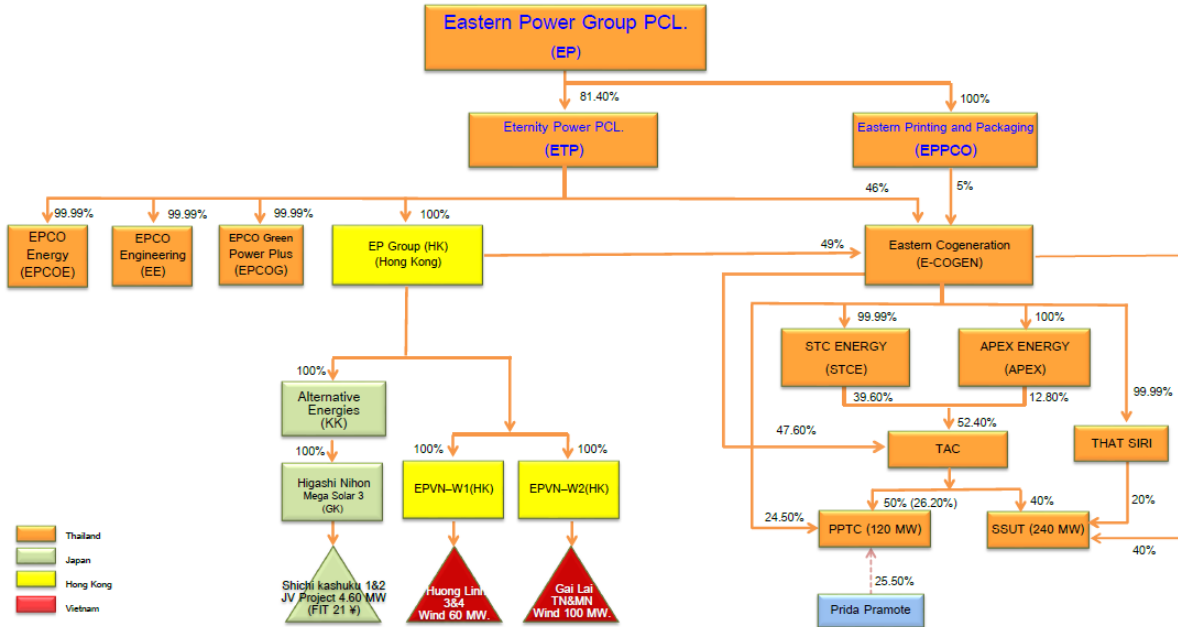 Eastern Power Group PCL.
(EP)
81.40%
100%
Eternity Power PCL.
(ETP)
Eastern Printing and Packaging
(EPPCO)
46%
5%
99.99%
99.99%
99.99%
100%
EPCO
Energy
(EPCOE)
EPCO
Engineering
(EE)
EPCO Green
Power Plus
(EPCOG)
EP Group (HK)
(Hong Kong)
49%
Eastern Cogeneration
(E-COGEN)
99.99%
100%
STC ENERGY
(STCE)
APEX ENERGY
(APEX)
100%
Alternative
Energies
(KK)
39.60%
12.80%
99.99%
52.40%
47.60%
TAC
THAT SIRI
100%
100%
100%
Higashi Nihon
Mega Solar 3
(GK)
EPVN–W1(HK)
EPVN–W2(HK)
50% (26.20%)
40%
20%
24.50%
PPTC (120 MW)
SSUT (240 MW)
40%
Thailand
Japan
Hong Kong
Vietnam
Shichi kashuku 1&2
JV Project 4.60 MW
(FIT 21 ¥)
Huong Linh
3&4
Wind 60 MW.
Gai Lai
TN&MN
Wind 100 MW.
25.50%
Prida Pramote